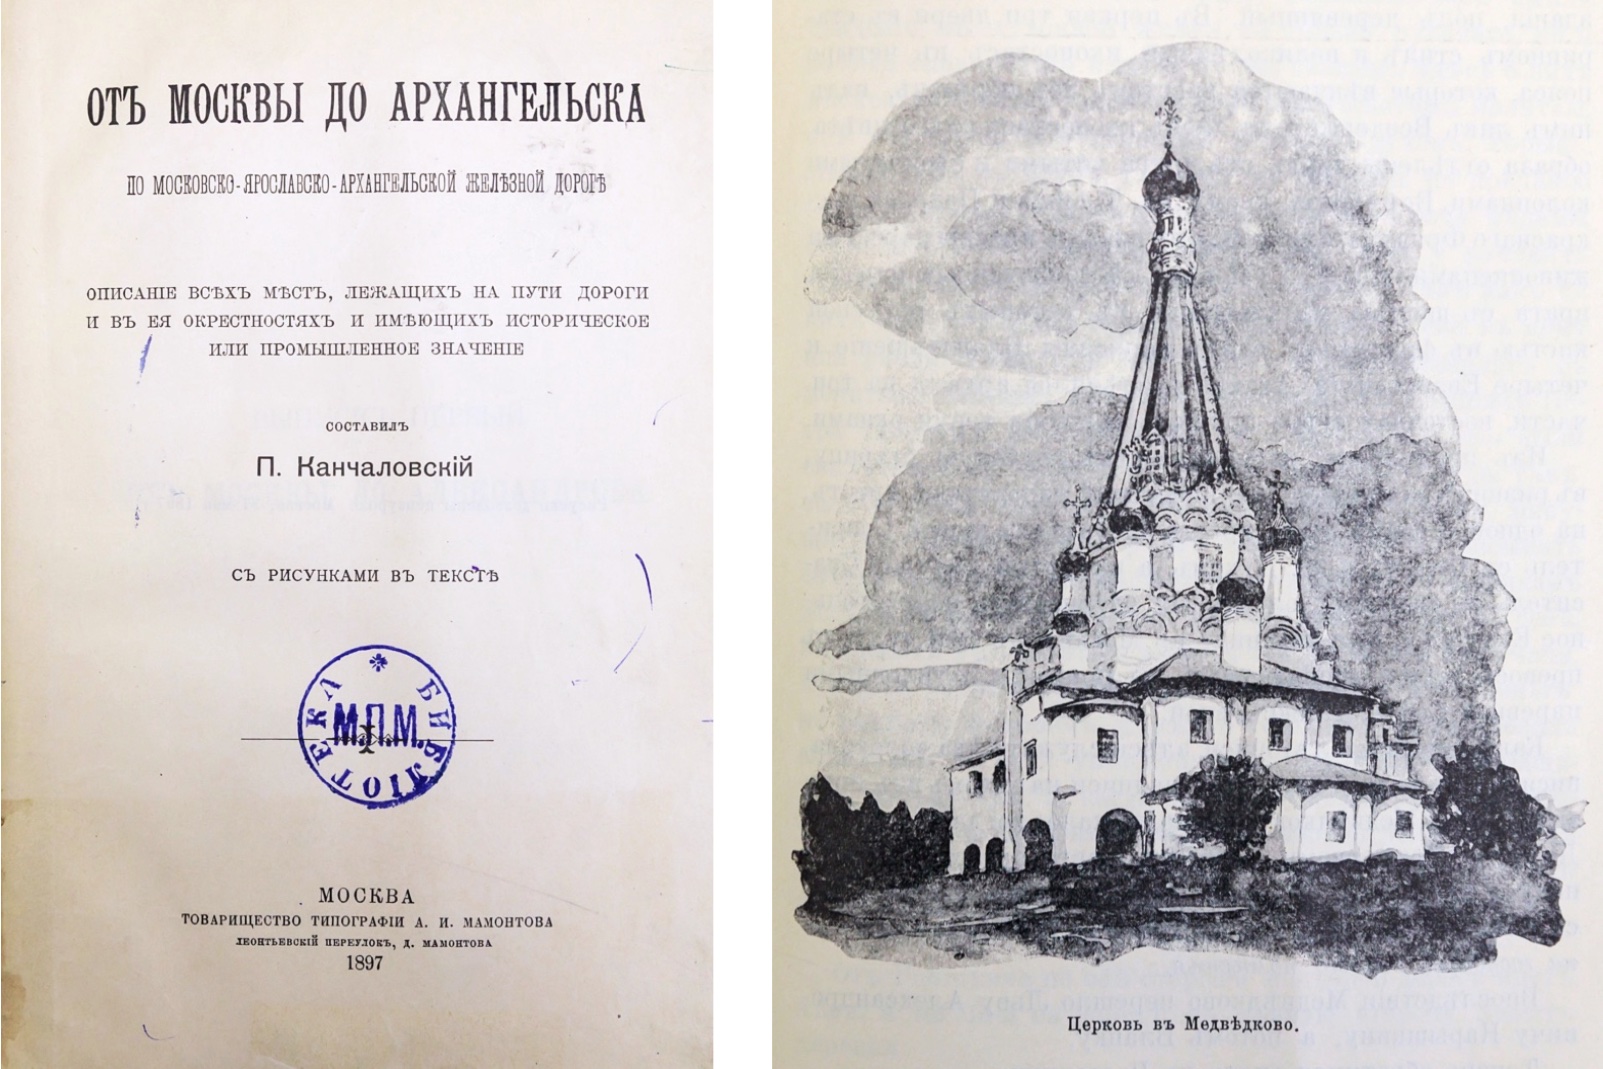 ОТЪ МОСКВЫ ДО АРХАНГЕЛЬСКА
ПО МОСКОВСКО-ЯРОСЛАВСКО-АРХАНГЕЛЬСКОЙ ЖЕЛѢЗНОЙ ДОРОГѢ
ОПИСАНІЕ ВСѢХЪ МѢСТЪ, ЛЕЖАЩИХЪ НА ПУТИ ДОРОГИ
И ВЪ ЕЯ ОКРЕСТНОСТЯХЪ И ИМѢЮЩИХЪ ИСТОРИЧЕСКОЕ
ИЛИ ПРОМЫШЛЕННОЕ ЗНАЧЕНІЕ
СОСТАВИЛЪ
П. Канчаловскій
СЪ РИСУНКАМИ ВЪ ТЕКСТѢ
БИБЛІОТЕКА
М.П.М.
МОСКВА
ТОВАРИЩЕСТВО ТИПОГРАФІИ А. И. МАМОНТОВА
ЛЕОНТЬЕВСКІЙ ПЕРЕУЛОКЪ, Д. МАМОНТОВА
1897
Церковь въ Медвѣдково.